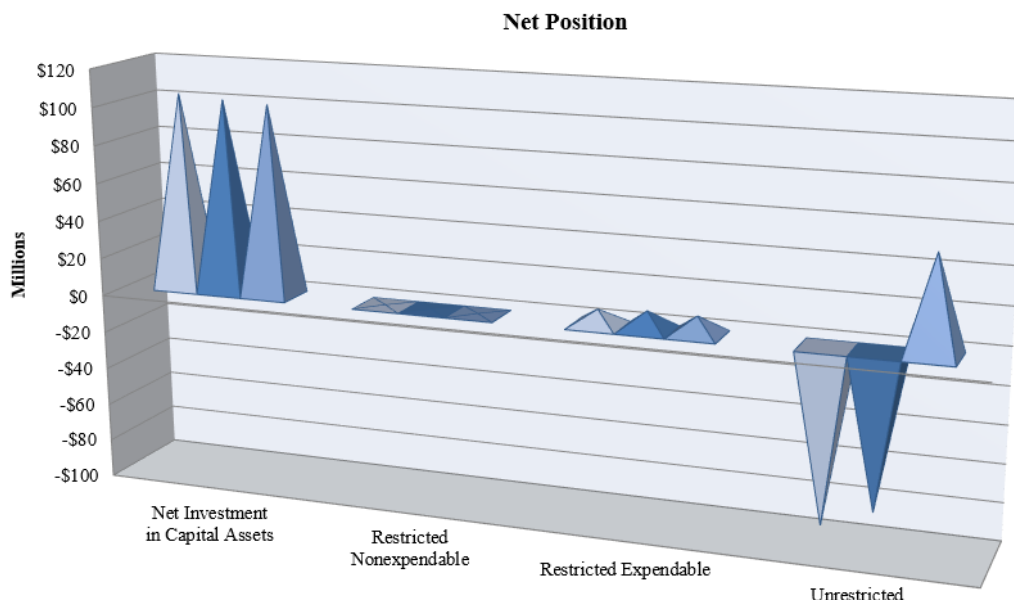 Net Position
$120
$100
$80
$60
$40
$20
$0
-$20
-$40
-$60
-$80
-$100
Millions
Net Investment
in Capital Assets
Restricted
Nonexpendable
Restricted Expendable
Unrestricted